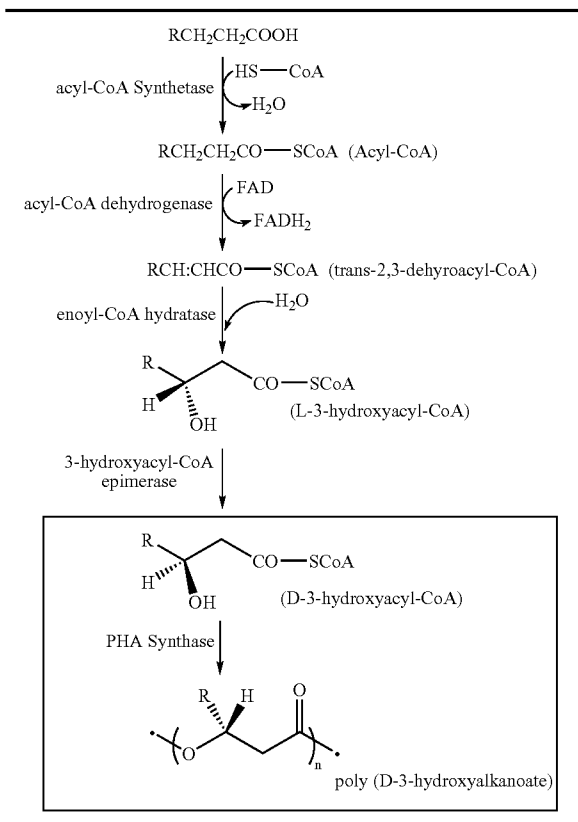 RCH₂CH₂COOH
HS—CoA
acyl-CoA Synthetase
H₂O
RCH₂CH₂CO—SCoA (Acyl-CoA)
FAD
acyl-CoA dehydrogenase
FADH₂
RCH:CHCO—SCoA (trans-2,3-dehyroacyl-CoA)
H₂O
enoyl-CoA hydratase
R
CO—SCoA
H
OH
(L-3-hydroxyacyl-CoA)
3-hydroxyacyl-CoA
epimerase
R
CO—SCoA
H
OH
(D-3-hydroxyacyl-CoA)
PHA Synthase
R H O
( O )n
poly (D-3-hydroxyalkanoate)